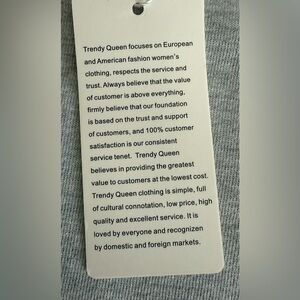 Trendy Queen focuses on European
and American fashion women's
clothing, respects the service and
trust. Always believe that the value
of customer is above everything,
firmly believe that our foundation
is based on the trust and support
of customers, and 100% customer
satisfaction is our consistent
service tenet. Trendy Queen
believes in providing the greatest
value to customers at the lowest cost.
Trendy Queen clothing is simple, full
of cultural connotation, low price, high
quality and excellent service. It is
loved by everyone and recognized
by domestic and foreign markets.